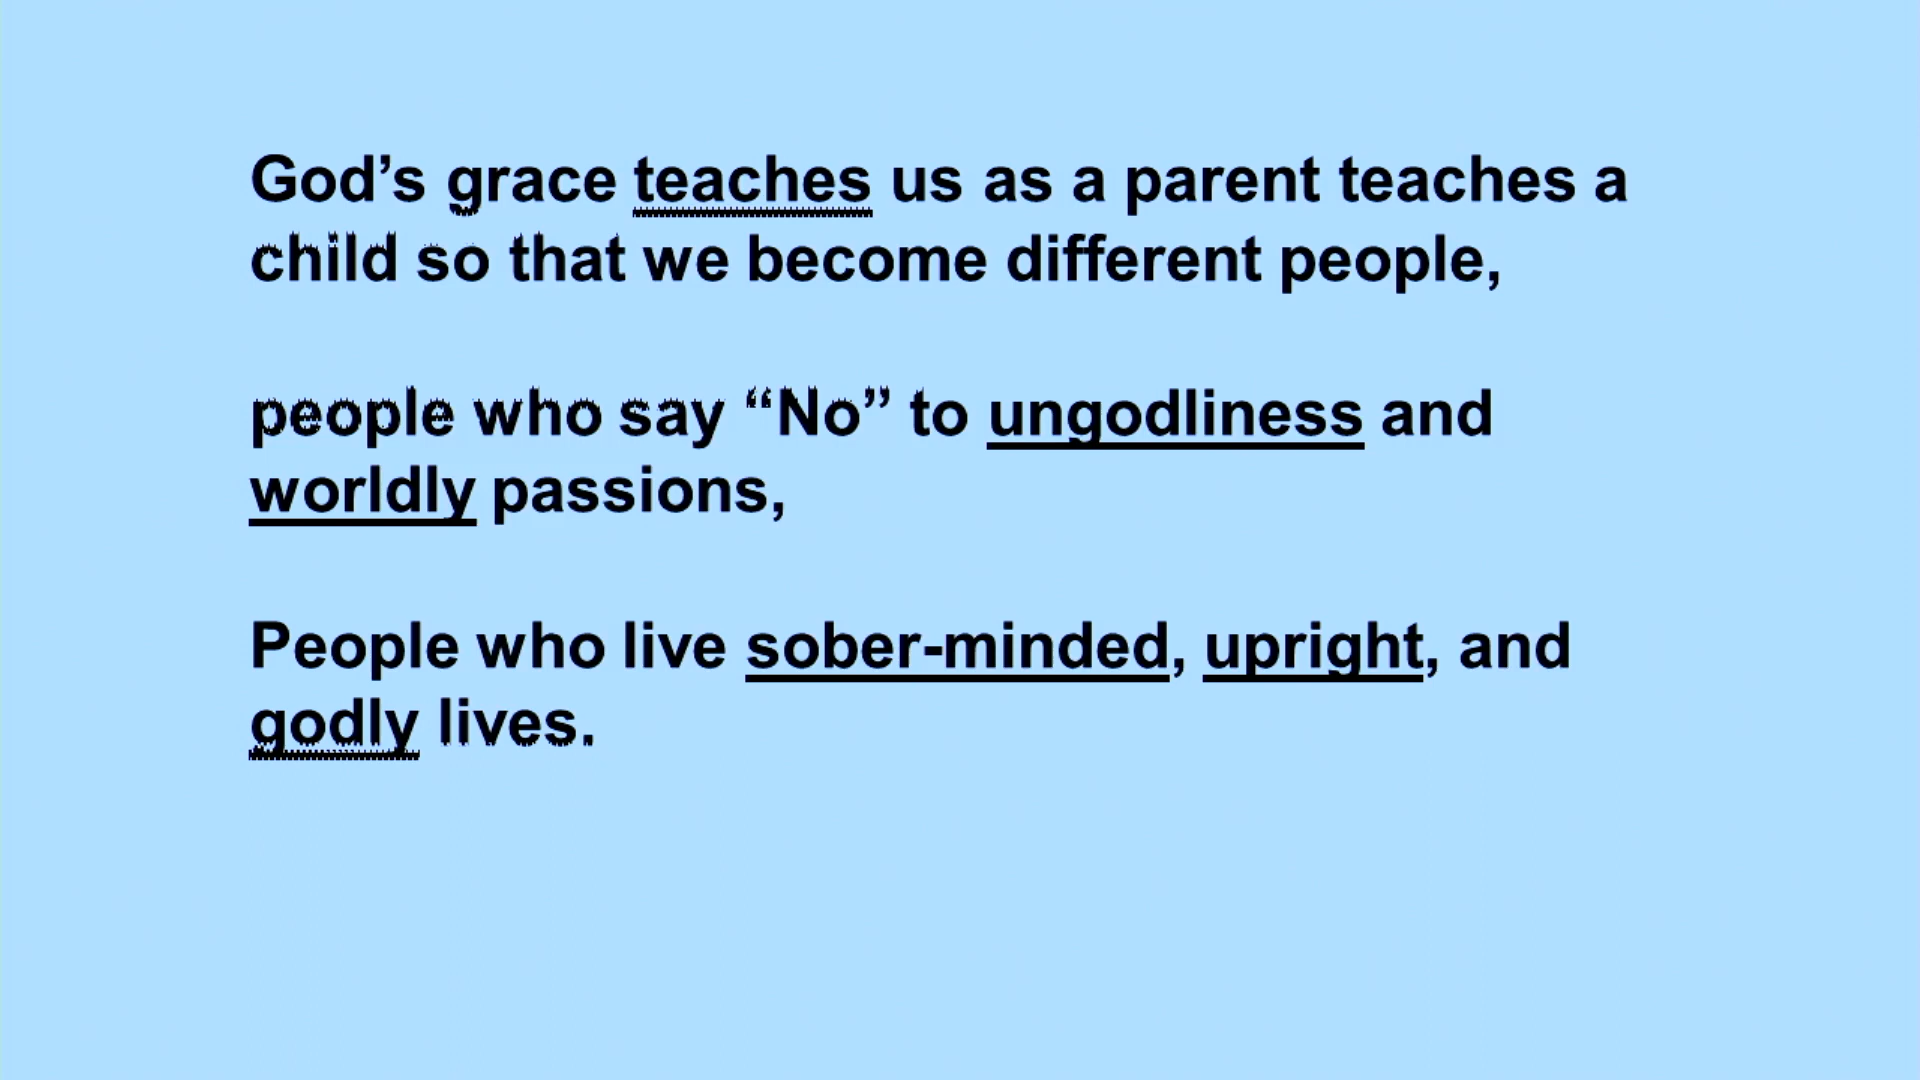 God’s grace teaches us as a parent teaches a
child so that we become different people,
people who say “No” to ungodliness and
worldly passions,
People who live sober-minded, upright, and
godly lives.